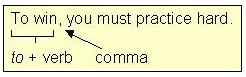 To win, you must practice hard.
to + verb comma